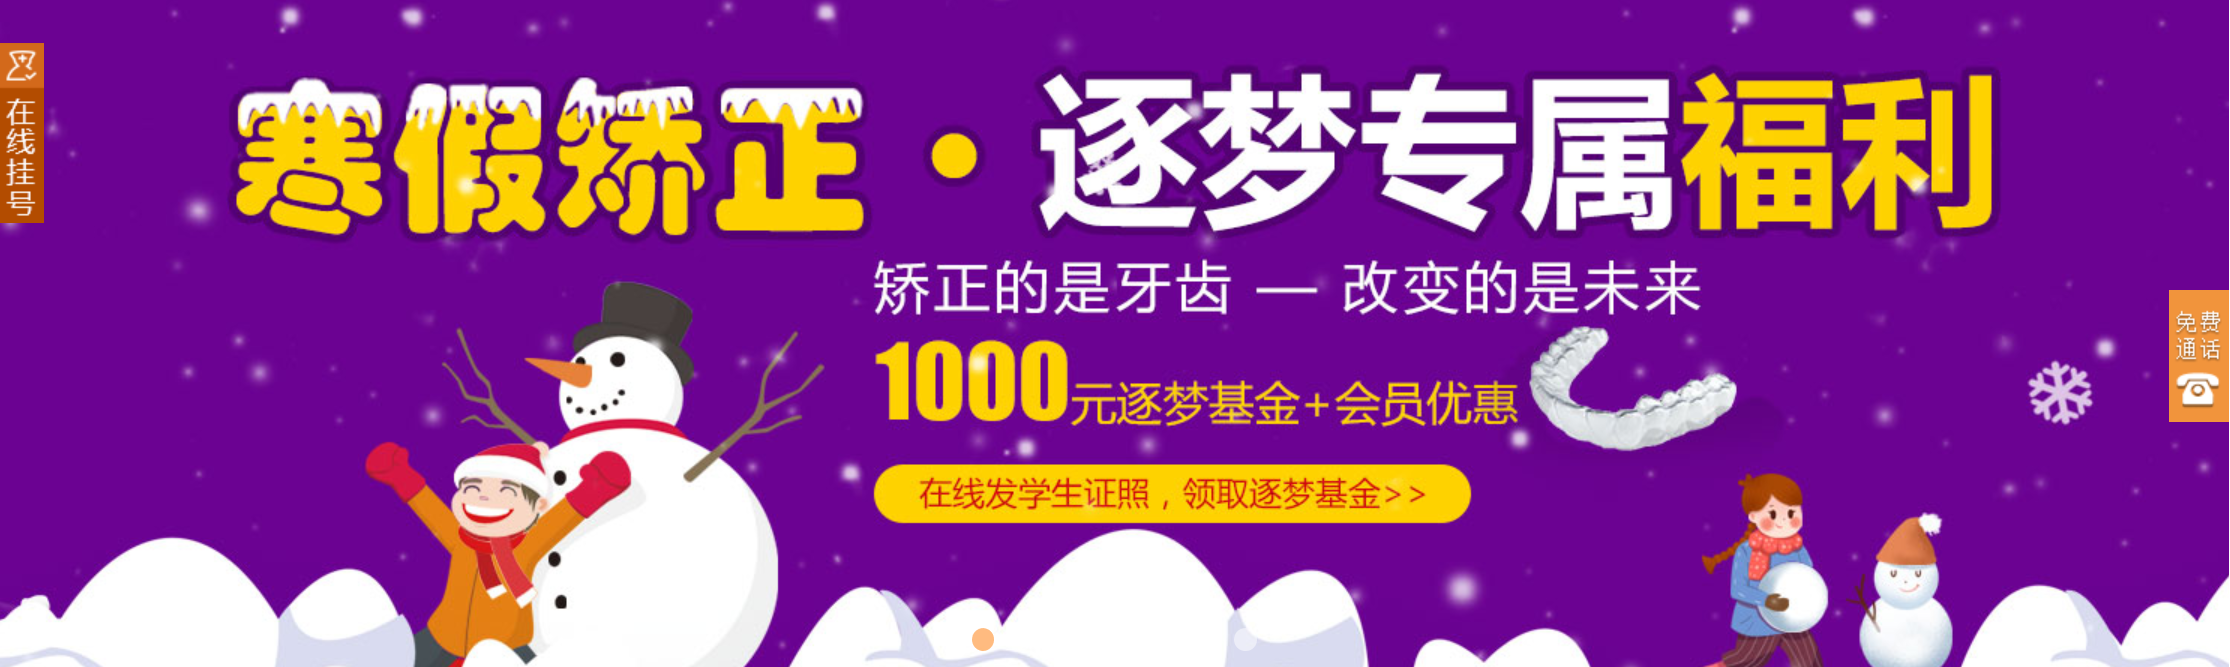 寒假矫正·逐梦专属福利
矫正的是牙齿 — 改变的是未来
1000元逐梦基金+会员优惠
在线发学生证照，领取逐梦基金>>
在线挂号
免费
通话